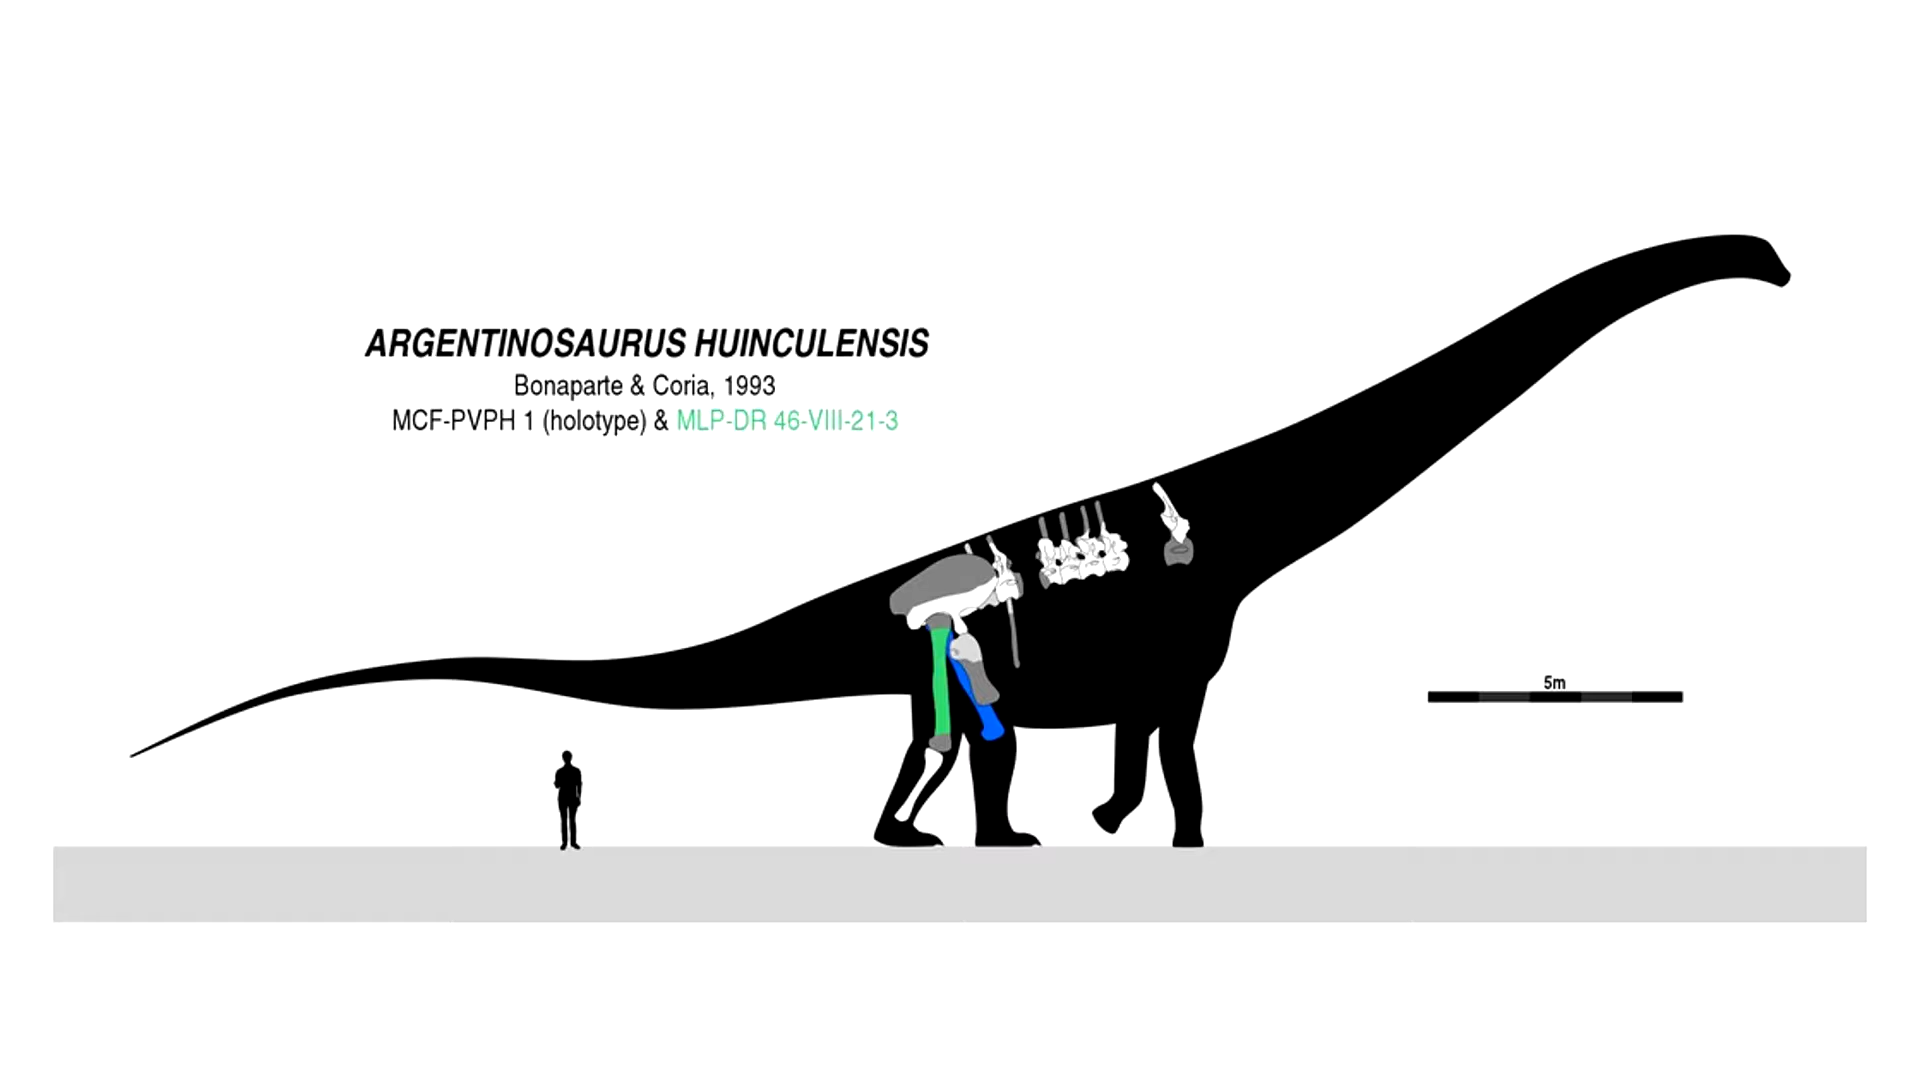 ARGENTINOSAURUS HUINCULENSIS
Bonaparte & Coria, 1993
MCF-PVPH 1 (holotype) & MLP-DR 46-VIII-21-3
5m